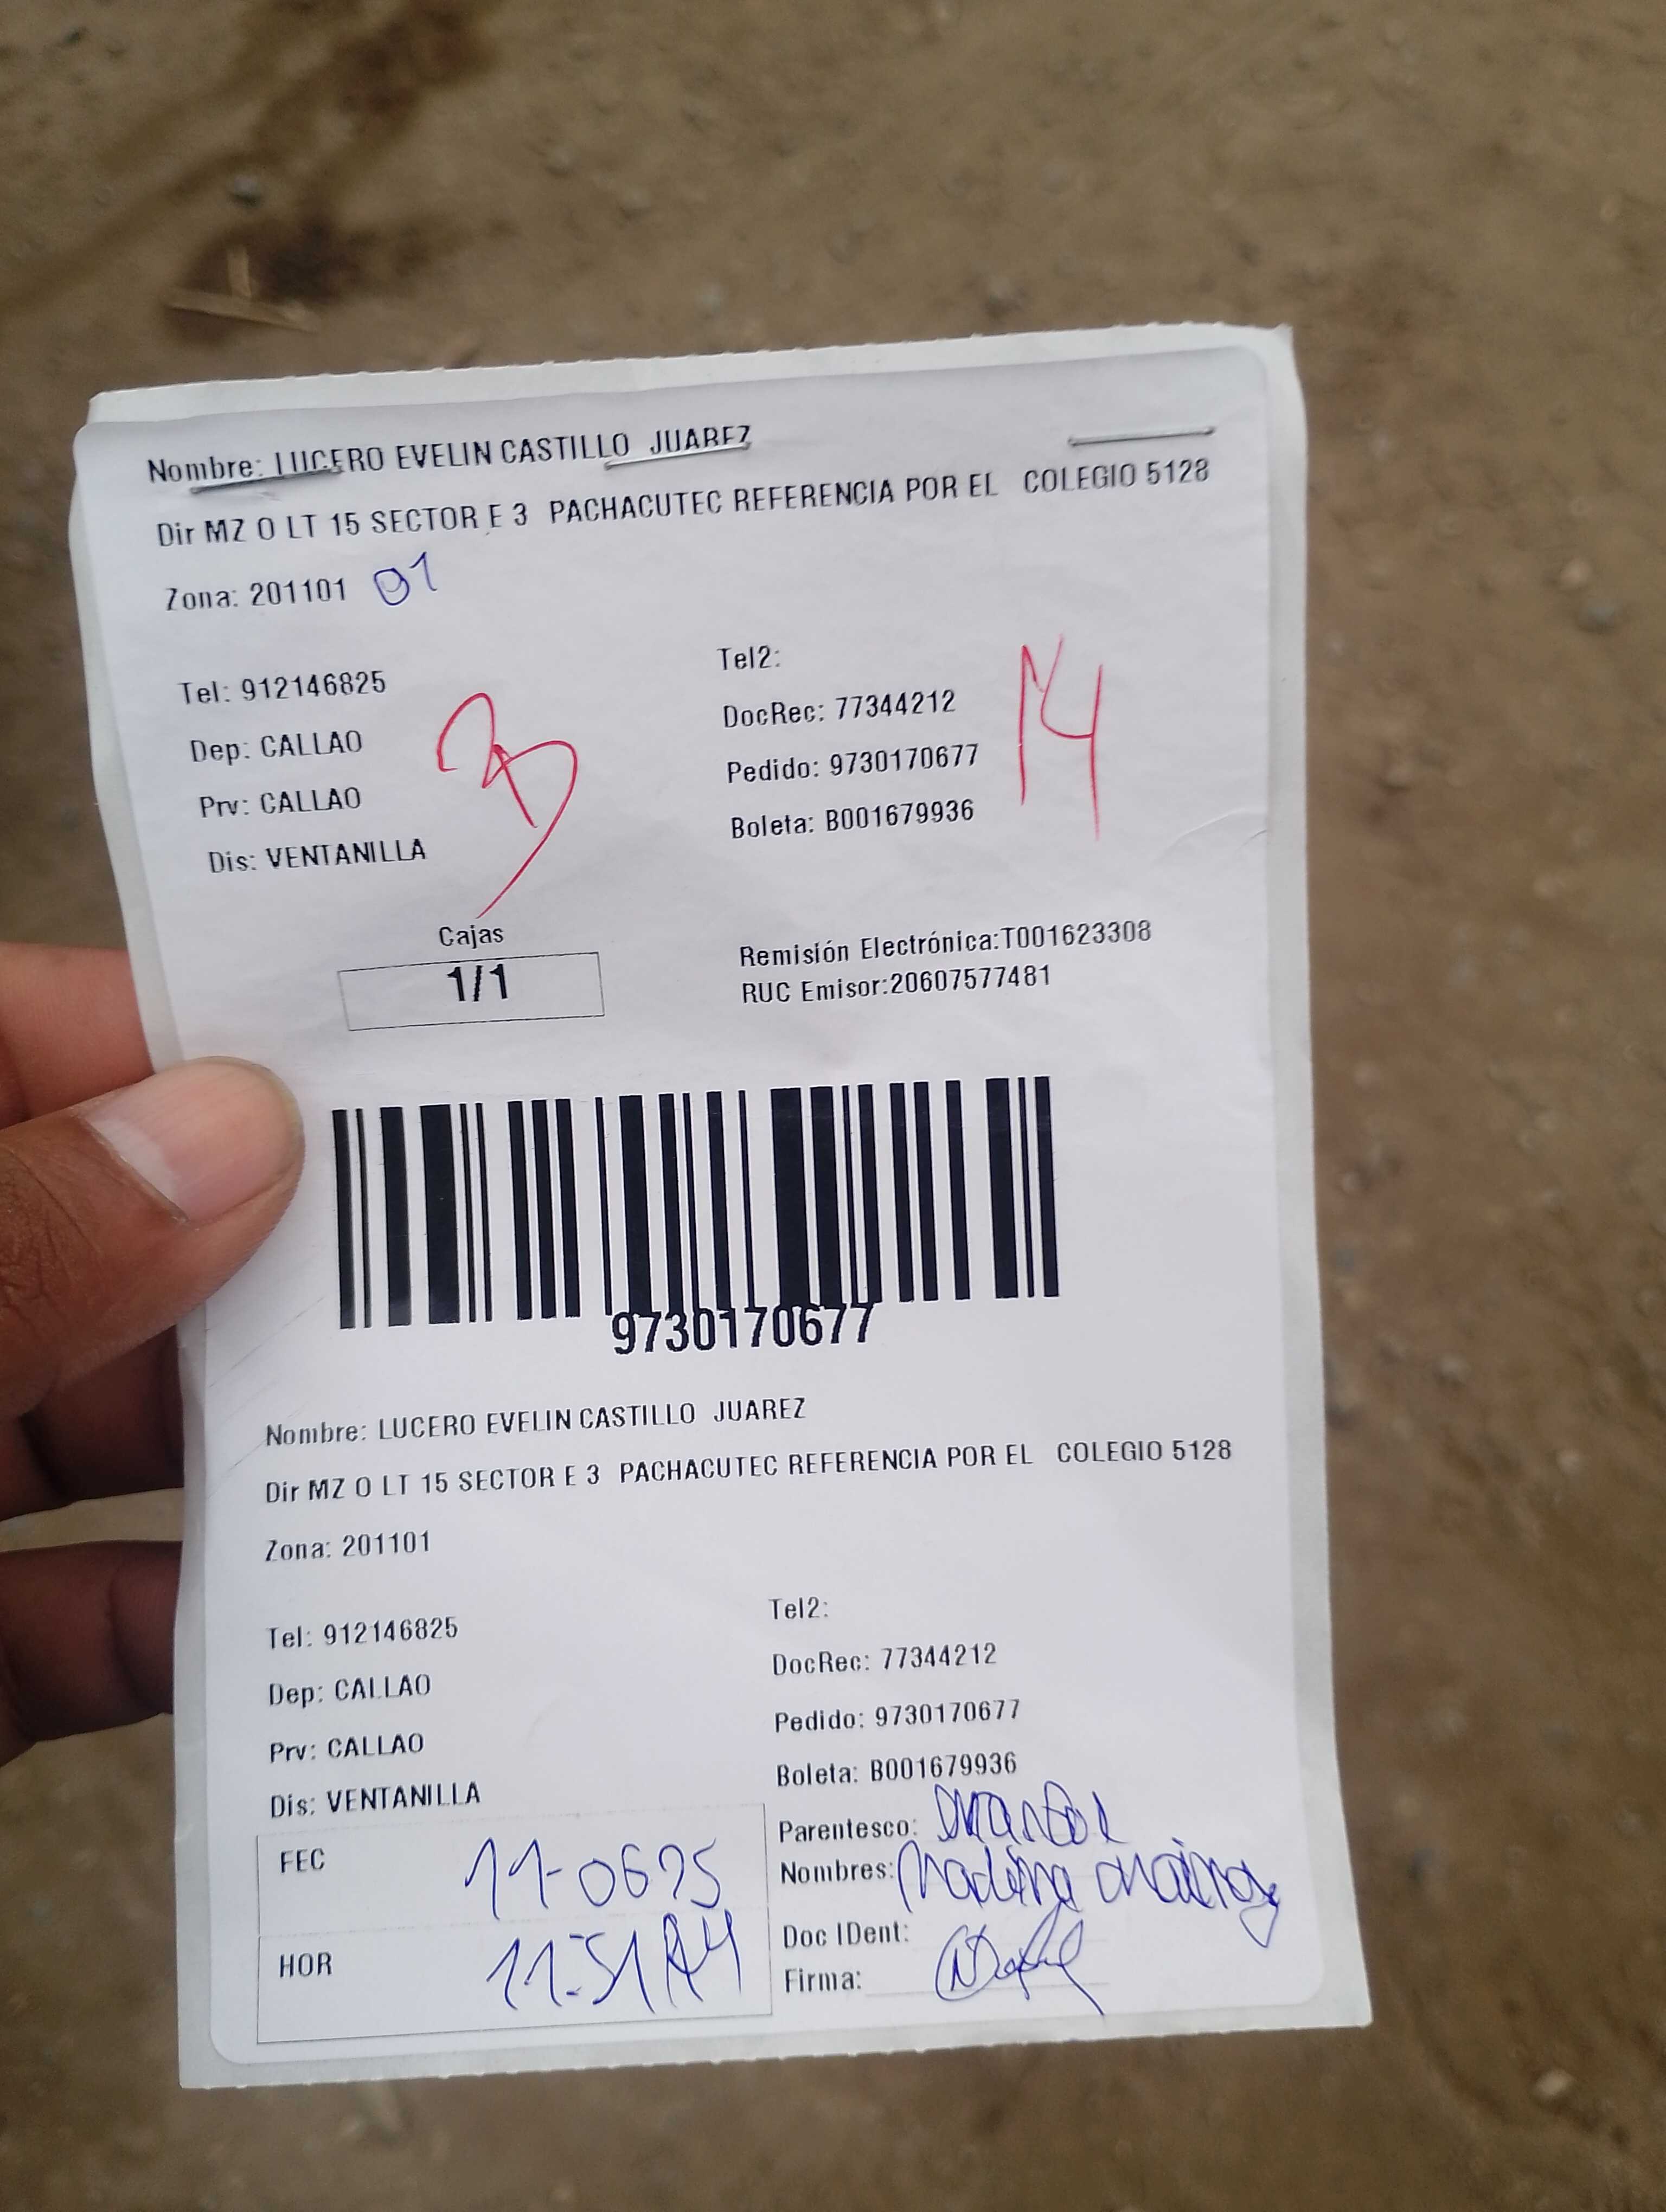 Nombre: LUCERO EVELIN CASTILLO JUAREZ
Dir MZ O LT 15 SECTOR E 3 PACHACUTEC REFERENCIA POR EL COLEGIO 5128
Zona: 201101 01
Tel: 912146825
Dep: CALLAO
Prv: CALLAO
Dis: VENTANILLA
Tel2:
DocRec: 77344212
Pedido: 9730170677
Boleta: B001679936
14
Cajas
1/1
Remisión Electrónica:T001623308
RUC Emisor:20607577481
9730170677
Nombre: LUCERO EVELIN CASTILLO JUAREZ
Dir MZ O LT 15 SECTOR E 3 PACHACUTEC REFERENCIA POR EL COLEGIO 5128
Zona: 201101
Tel: 912146825
Dep: CALLAO
Prv: CALLAO
Dis: VENTANILLA
Tel2:
DocRec: 77344212
Pedido: 9730170677
Boleta: B001679936
Parentesco:
Nombres:
Doc IDent:
Firma:
FEC 11-0625
HOR 11:51AM